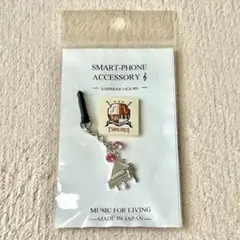 SMART-PHONE
ACCESSORY
EARPHONE JACK PIN
MUSIC FOR LIVING
MADE IN JAPAN